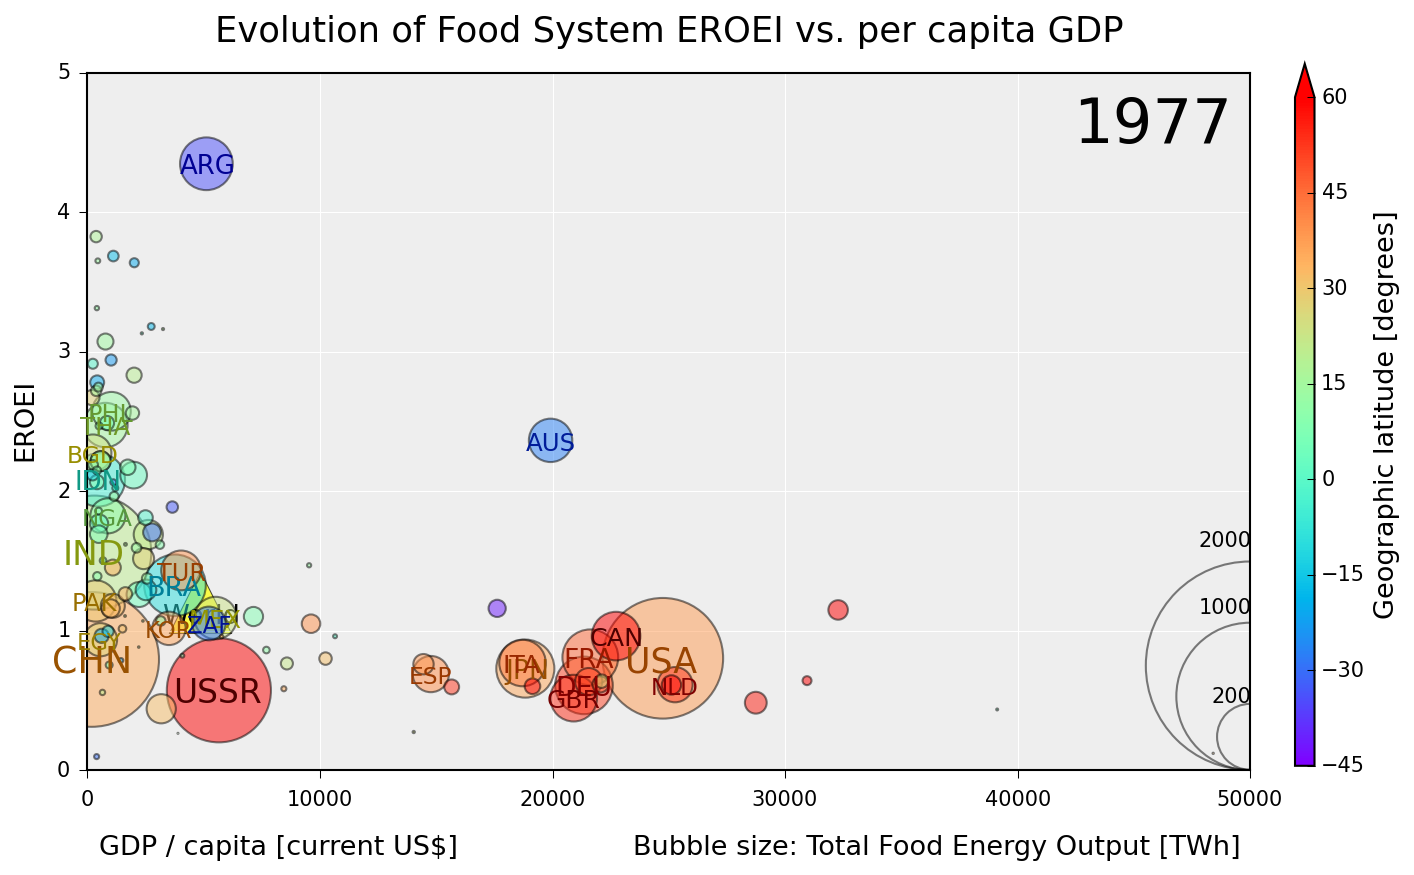 Evolution of Food System EROEI vs. per capita GDP
1977
5
4
3
2
1
0
EROEI
ARG
AUS
PHI
THA
BGD
IDN
NGA
IND
TUR
BRA
PAK
MEX
ZAF
KOR
EGY
CHN
USSR
ESP
ITA
JPN
CAN
FRA
USA
DEU
NLD
GBR
2000
1000
200
0
10000
20000
30000
40000
50000
GDP / capita [current US$]
Bubble size: Total Food Energy Output [TWh]
60
45
30
15
0
−15
−30
−45
Geographic latitude [degrees]